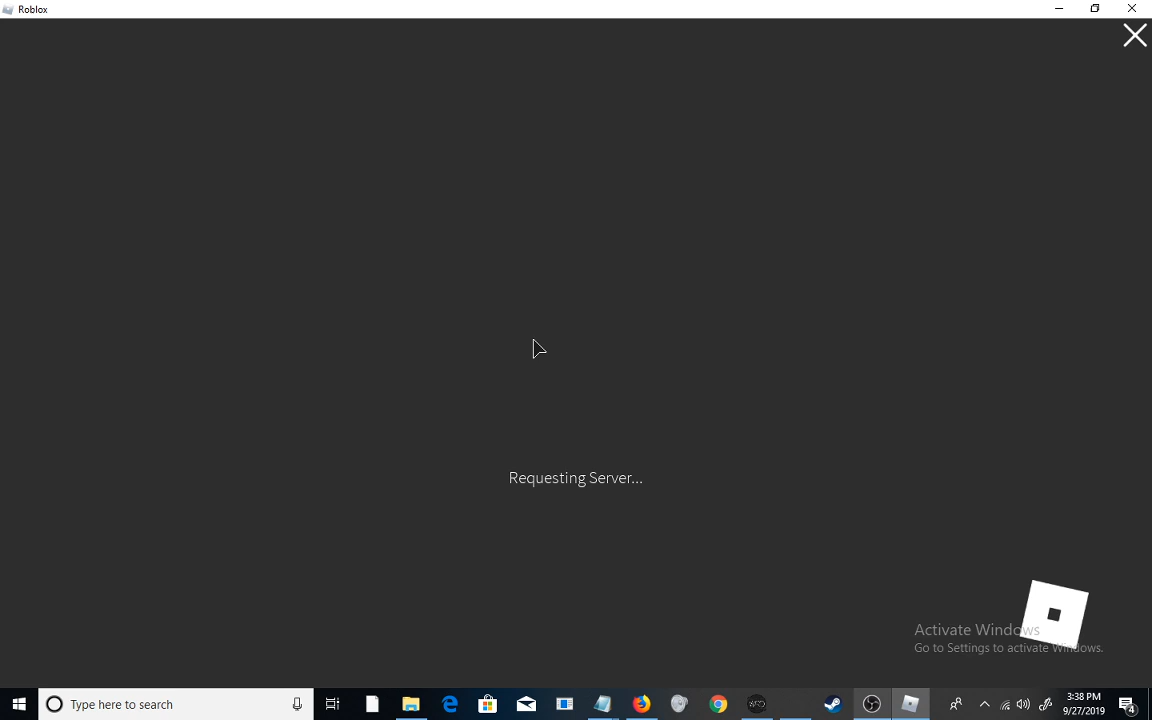 Roblox
Requesting Server...
Activate Windows
Go to Settings to activate Windows.
Type here to search
3:38 PM
9/27/2019
4